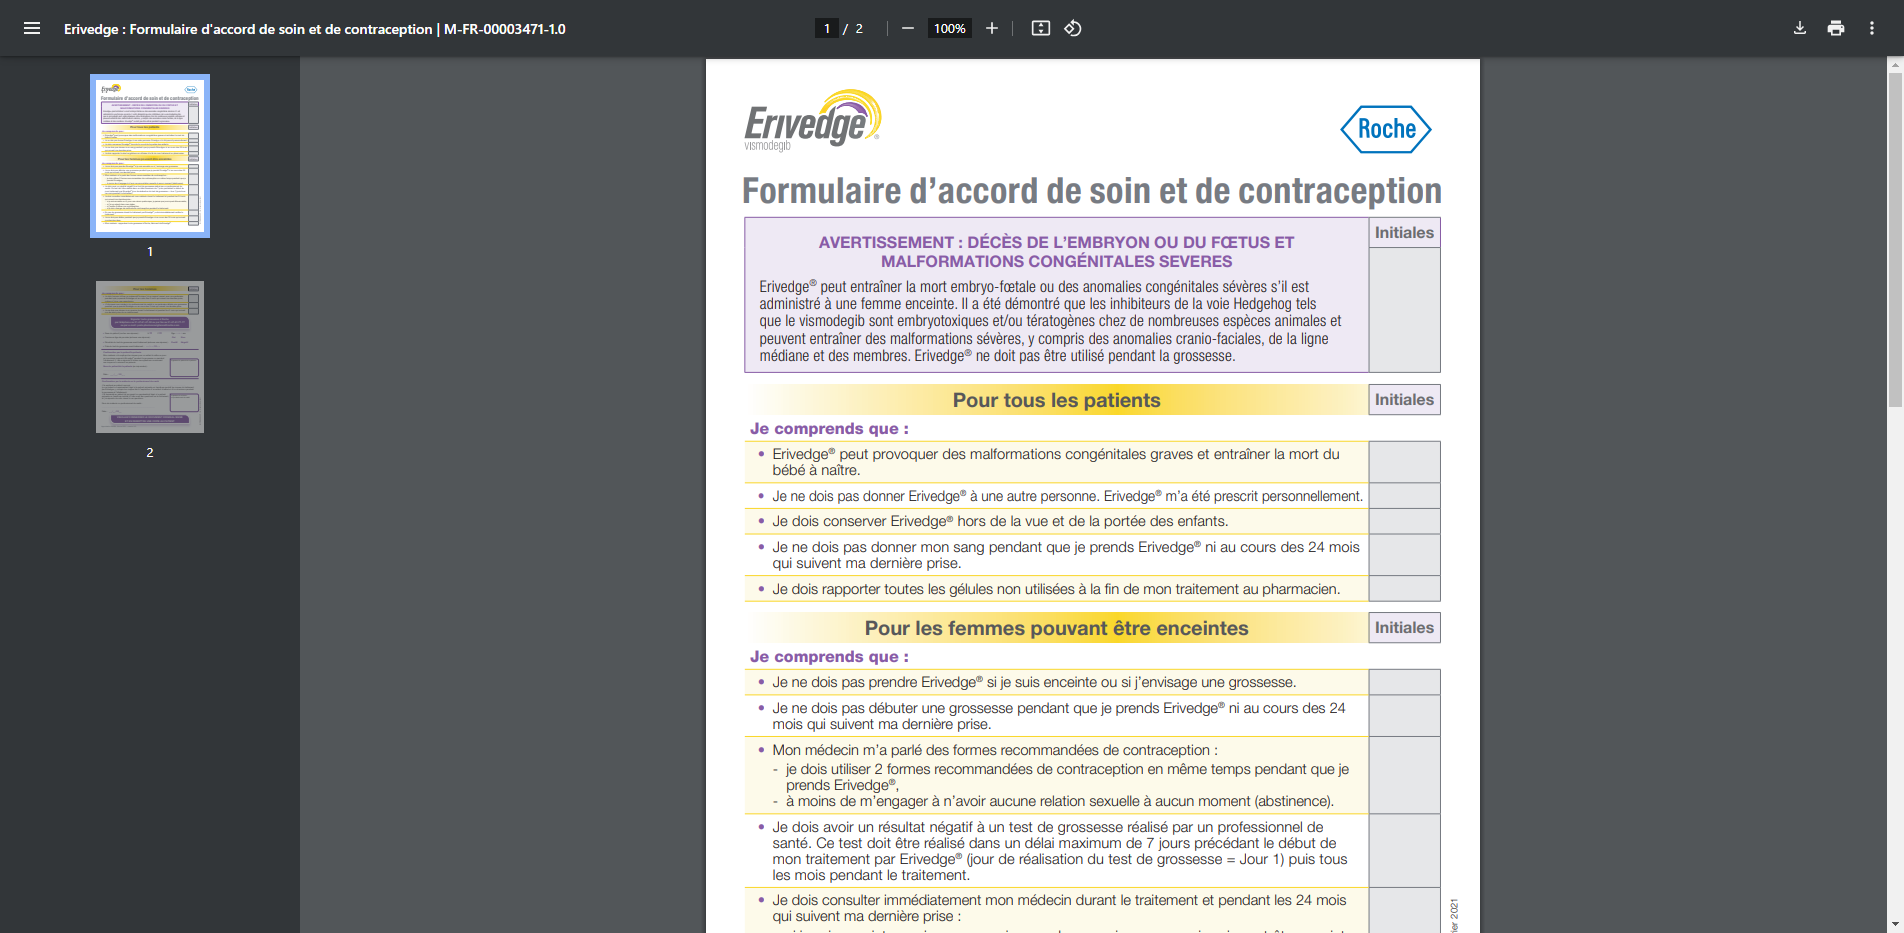 Erivedge : Formulaire d'accord de soin et de contraception | M-FR-00003471-1.0
1 / 2
100%
1
2
Erivedge®
vismodegib
Roche
Formulaire d’accord de soin et de contraception
AVERTISSEMENT : DÉCÈS DE L’EMBRYON OU DU FŒTUS ET
MALFORMATIONS CONGÉNITALES SEVERES
Initiales
Erivedge® peut entraîner la mort embryo-fœtale ou des anomalies congénitales sévères s’il est
administré à une femme enceinte. Il a été démontré que les inhibiteurs de la voie Hedgehog tels
que le vismodegib sont embryotoxiques et/ou tératogènes chez de nombreuses espèces animales et
peuvent entraîner des malformations sévères, y compris des anomalies cranio-faciales, de la ligne
médiane et des membres. Erivedge® ne doit pas être utilisé pendant la grossesse.
Pour tous les patients
Initiales
Je comprends que :
• Erivedge® peut provoquer des malformations congénitales graves et entraîner la mort du
bébé à naître.
• Je ne dois pas donner Erivedge® à une autre personne. Erivedge® m’a été prescrit personnellement.
• Je dois conserver Erivedge® hors de la vue et de la portée des enfants.
• Je ne dois pas donner mon sang pendant que je prends Erivedge® ni au cours des 24 mois
qui suivent ma dernière prise.
• Je dois rapporter toutes les gélules non utilisées à la fin de mon traitement au pharmacien.
Pour les femmes pouvant être enceintes
Initiales
Je comprends que :
• Je ne dois pas prendre Erivedge® si je suis enceinte ou si j’envisage une grossesse.
• Je ne dois pas débuter une grossesse pendant que je prends Erivedge® ni au cours des 24
mois qui suivent ma dernière prise.
• Mon médecin m’a parlé des formes recommandées de contraception :
- je dois utiliser 2 formes recommandées de contraception en même temps pendant que je
prends Erivedge®,
- à moins de m’engager à n’avoir aucune relation sexuelle à aucun moment (abstinence).
• Je dois avoir un résultat négatif à un test de grossesse réalisé par un professionnel de
santé. Ce test doit être réalisé dans un délai maximum de 7 jours précédant le début de
mon traitement par Erivedge® (jour de réalisation du test de grossesse = Jour 1) puis tous
les mois pendant le traitement.
• Je dois consulter immédiatement mon médecin durant le traitement et pendant les 24 mois
qui suivent ma dernière prise :
2021